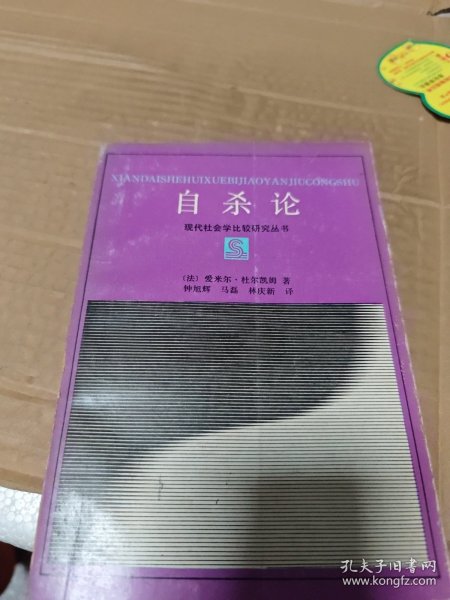 XIANDAISHEHUIXUEBIJIAOYANJIUCONGSHU
自杀论
现代社会学比较研究丛书
S
〔法〕爱米尔·杜尔凯姆 著
钟旭辉 马磊 林庆新 译
孔夫子旧书网
www.kongfz.com